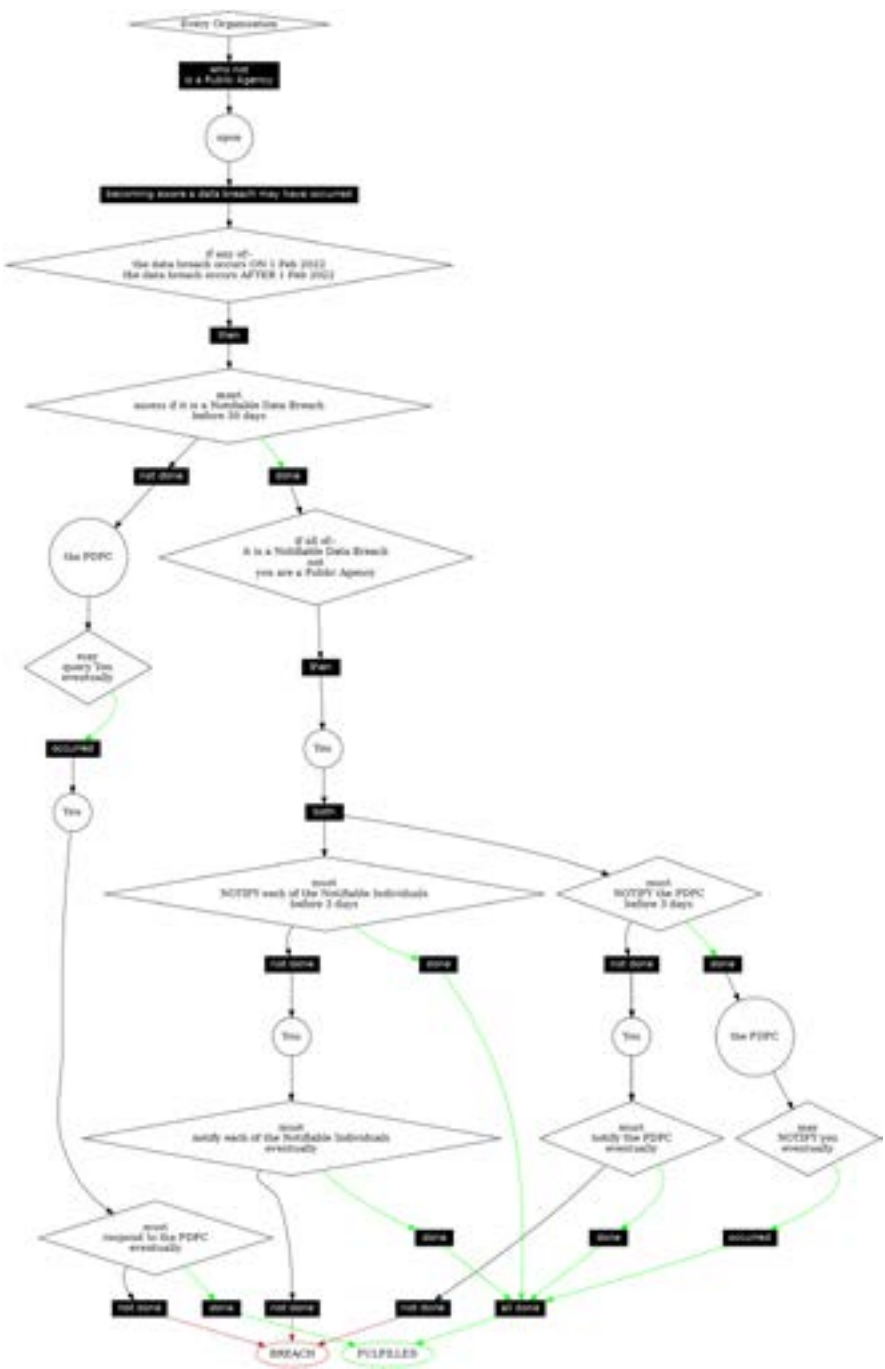 Every Organisation
who not
is a Public Agency
upon
becoming aware a data breach may have occurred
if any of:-
the data breach occurs ON 1 Feb 2022
the data breach occurs AFTER 1 Feb 2022
then
must
assess if it is a Notifiable Data Breach
before 30 days
not done
done
the PDPC
if all of:-
it is a Notifiable Data Breach
not
you are a Public Agency
may
query You
eventually
then
occurred
You
You
both
must
NOTIFY each of the Notifiable Individuals
before 3 days
must
NOTIFY the PDPC
before 3 days
not done
done
not done
done
You
You
the PDPC
must
notify each of the Notifiable Individuals
eventually
must
notify the PDPC
eventually
may
NOTIFY you
eventually
must
respond to the PDPC
eventually
done
done
occurred
not done
done
not done
not done
all done
BREACH
FULFILLED